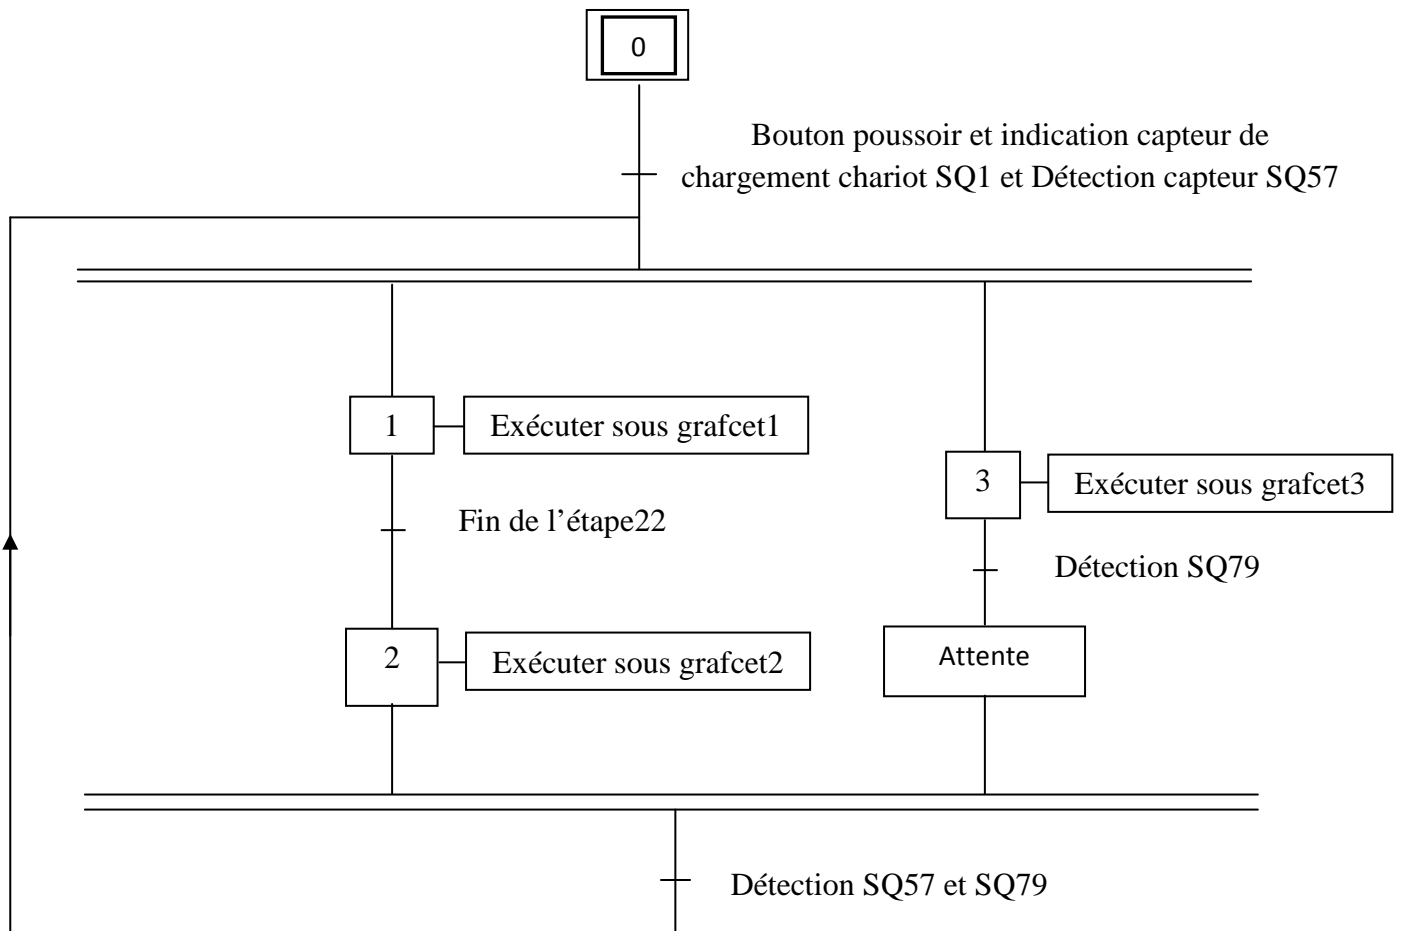 0
Bouton poussoir et indication capteur de
chargement chariot SQ1 et Détection capteur SQ57
1
Exécuter sous grafcet1
3
Exécuter sous grafcet3
Fin de l’étape22
Détection SQ79
2
Exécuter sous grafcet2
Attente
Détection SQ57 et SQ79